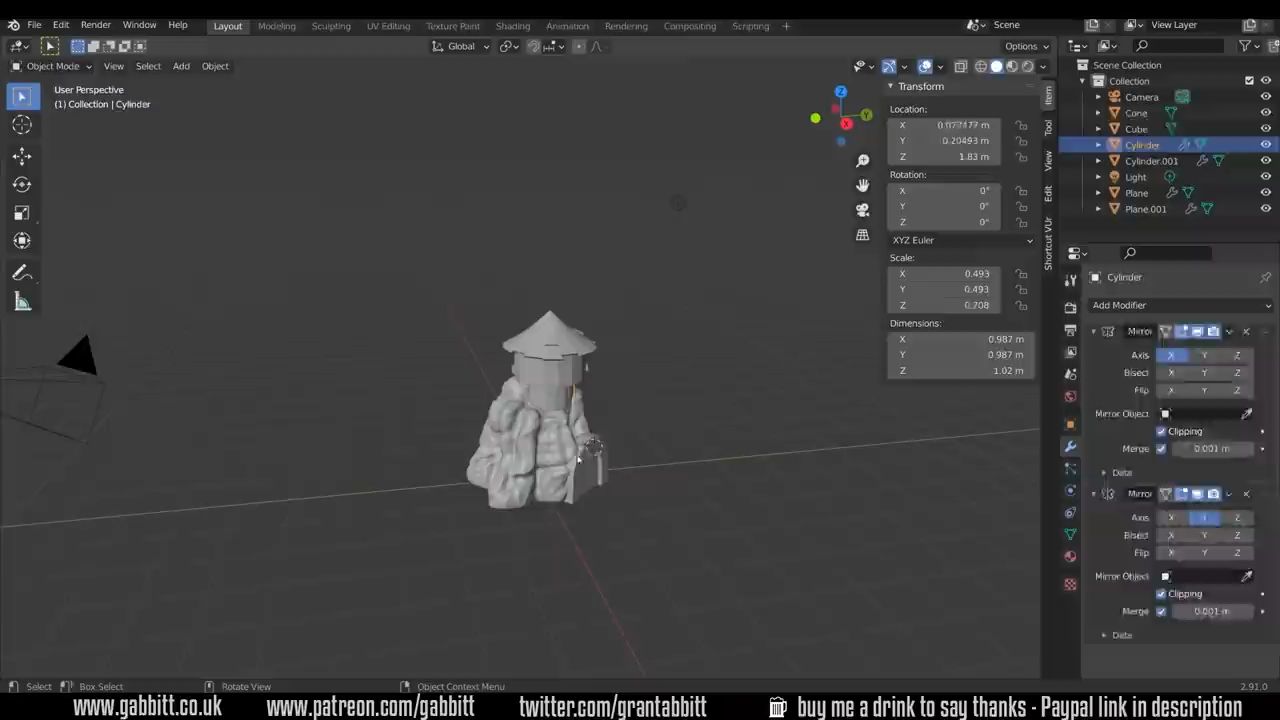 File Edit Render Window Help Layout Modeling Sculpting UV Editing Texture Paint Shading Animation Rendering Compositing Scripting + Scene View Layer
Global Options
Object Mode View Select Add Object
User Perspective
(1) Collection | Cylinder
Z
Y
X
Transform
Location:
X
Y 0.20493 m
Z 1.83 m
Rotation:
X 0°
Y 0°
Z 0°
XYZ Euler
Scale:
X 0.493
Y 0.493
Z 0.208
Dimensions:
X 0.987 m
Y 0.987 m
Z 1.02 m
Item
Tool
View
Edit
Shortcut VUr
Scene Collection
Collection
Camera
Cone
Cube
Cylinder
Cylinder.001
Light
Plane
Plane.001
Cylinder
Add Modifier
Mirro
Axis X Y Z
Bisect X Y Z
Flip X Y Z
Mirror Object
Clipping
Merge 0.001 m
Data
Mirro
Axis X Y Z
Bisect X Y Z
Flip X Y Z
Mirror Object
Clipping
Merge 0.001 m
Data
Select Box Select Rotate View Object Context Menu 2.91.0
www.gabbitt.co.uk www.patreon.com/gabbitt twitter.com/grantabbitt buy me a drink to say thanks - Paypal link in description